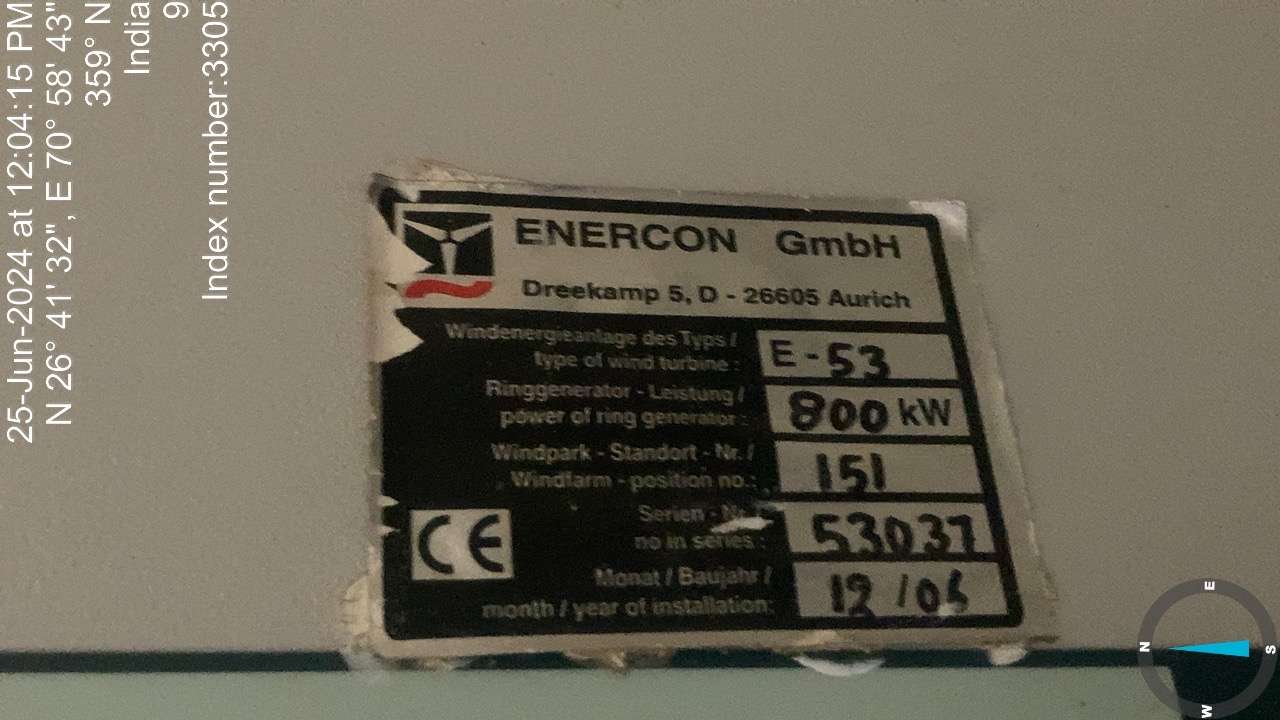 25-Jun-2024 at 12:04:15 PM
N 26° 41' 32", E 70° 58' 43"
359° N
India
9
Index number:3305
ENERCON GmbH
Dreekamp 5, D - 26605 Aurich
Windenergieanlage des Typs /
type of wind turbine : E - 53
Ringgenerator - Leistung /
power of ring generator : 800 kW
Windpark - Standort - Nr. /
Windfarm - position no.: 151
Serien - Nr. /
no in series : 53037
Monat / Baujahr /
month / year of installation:
CE
N
E
S
W